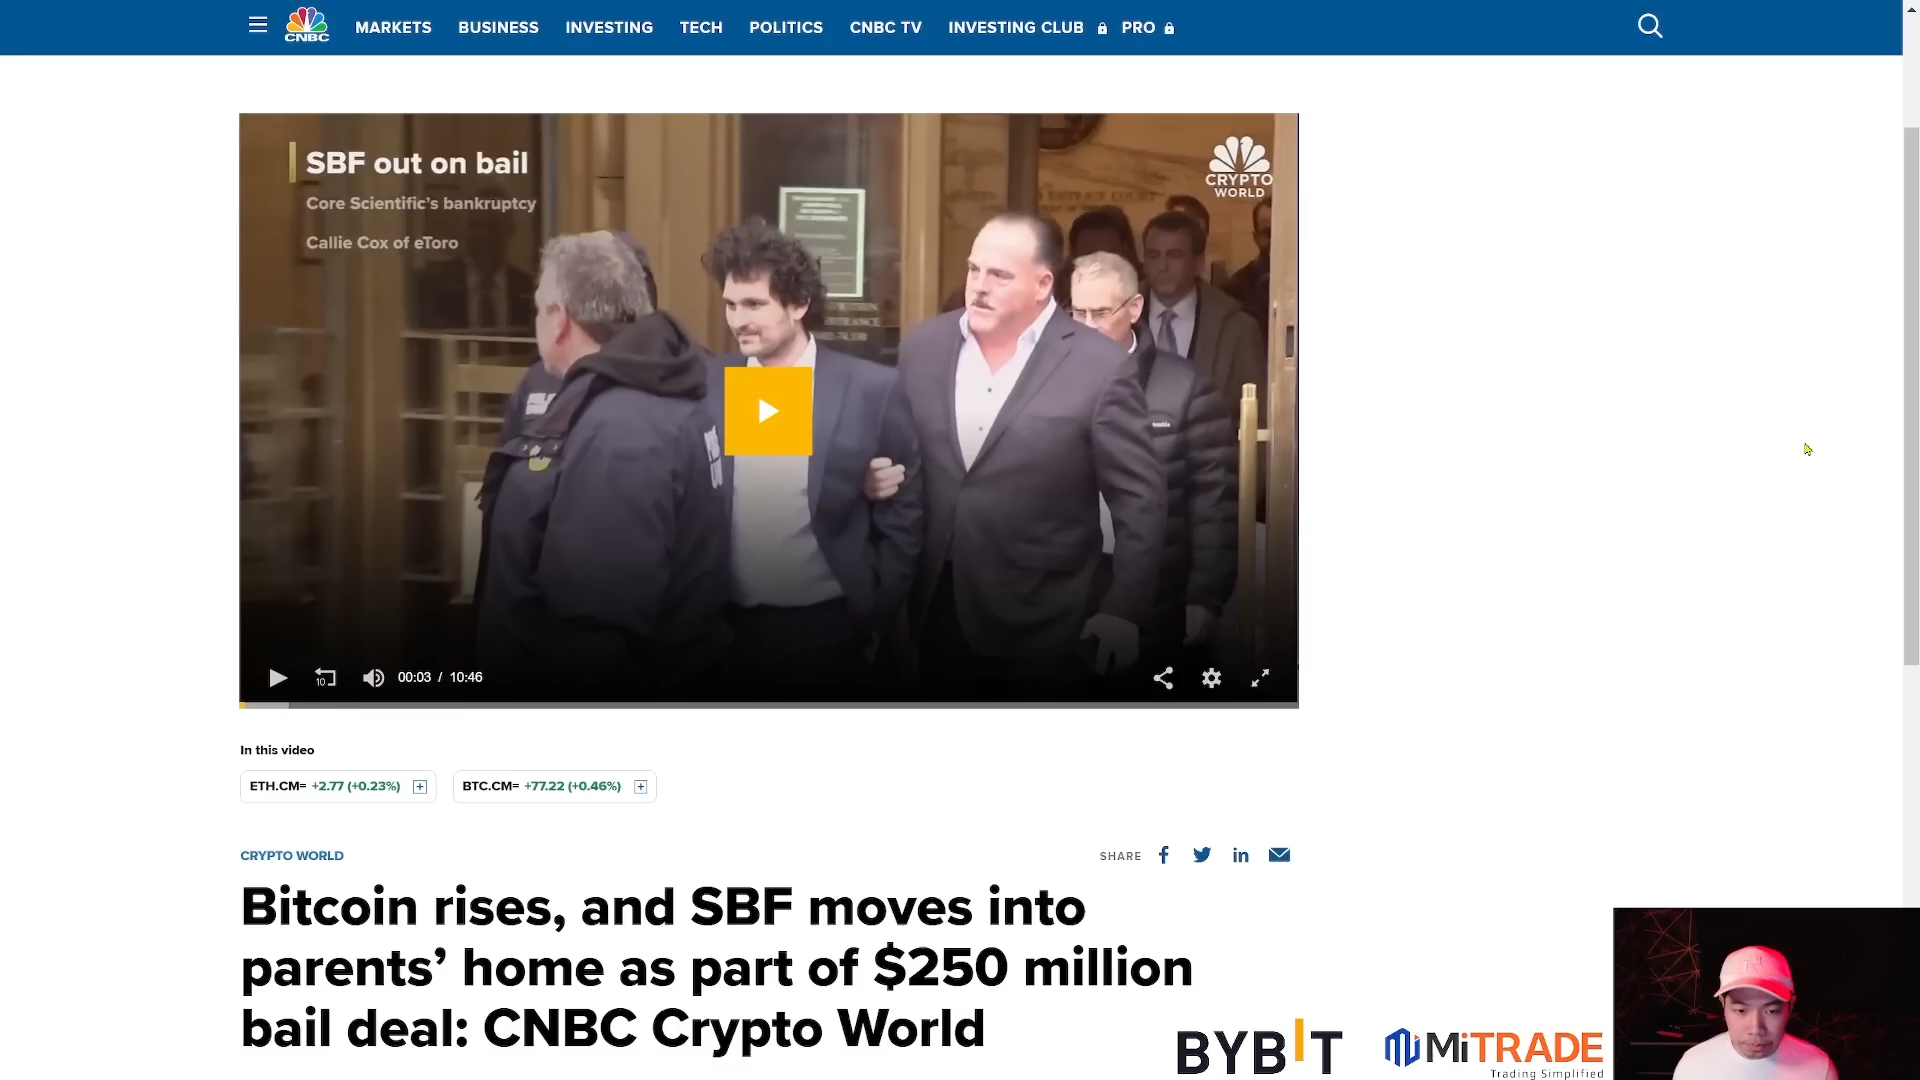 CNBC
MARKETS
BUSINESS
INVESTING
TECH
POLITICS
CNBC TV
INVESTING CLUB
PRO
SBF out on bail
Core Scientific's bankruptcy
Callie Cox of eToro
CRYPTO
WORLD
10
00:03 / 10:46
In this video
ETH.CM= +2.77 (+0.23%)
BTC.CM= +77.22 (+0.46%)
CRYPTO WORLD
SHARE
Bitcoin rises, and SBF moves into
parents’ home as part of $250 million
bail deal: CNBC Crypto World
BYBIT
MiTRADE
Trading Simplified